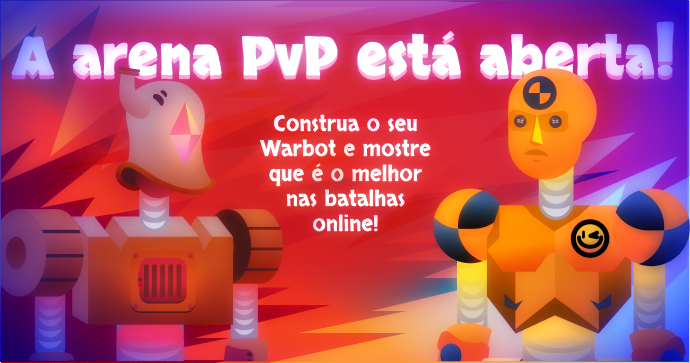 A arena PvP está aberta!
Construa o seu
Warbot e mostre
que é o melhor
nas batalhas
online!